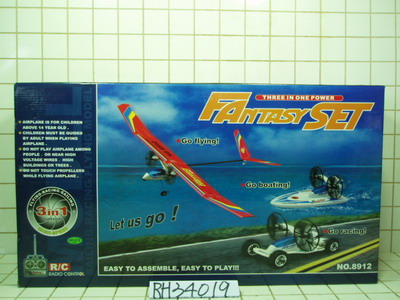 THREE IN ONE POWER
FANTASY SET
• AIRPLANE IS FOR CHILDREN
ABOVE 14 YEAR OLD .
• CHILDREN MUST BE GUIDED
BY ADULT WHEN PLAYING
AIRPLANE .
• DO NOT PLAY AIRPLANE AMONG
PEOPLE OR NEAR HIGH
VOLTAGE WIRES . HIGH
BUILDINGS OR TREES .
• DO NOT TOUCH PROPELLERS
WHILE FLYING AIRPLANE .
Go flying!
Go boating!
Go racing!
Let us go !
FLYING RACING SAILING
3 in 1
R/C
RADIO CONTROL
EASY TO ASSEMBLE, EASY TO PLAY!!!
NO.8912
RH34019